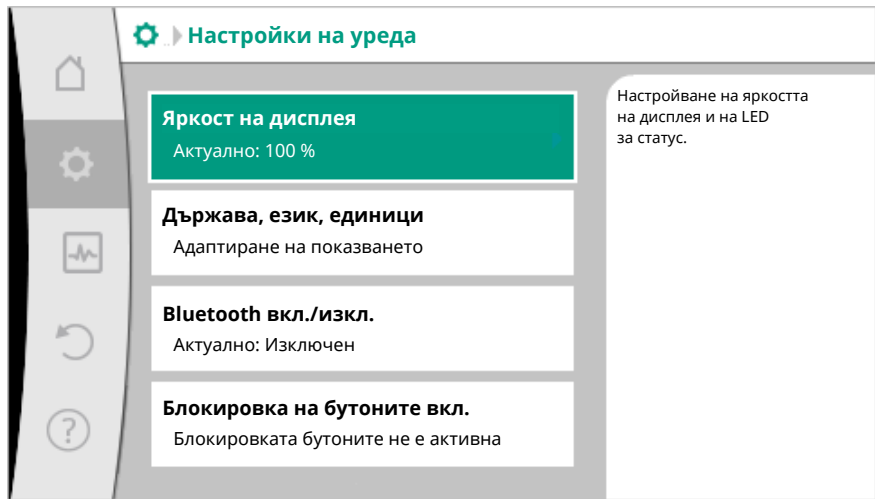 Настройки на уреда
Яркост на дисплея
Актуално: 100 %
Държава, език, единици
Адаптиране на показването
Bluetooth вкл./изкл.
Актуално: Изключен
Блокировка на бутоните вкл.
Блокировката бутоните не е активна
Настройване на яркостта
на дисплея и на LED
за статус.